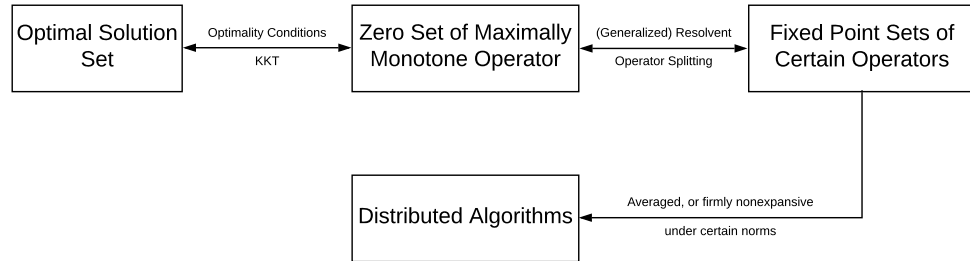 Optimal Solution
Set
Optimality Conditions
KKT
Zero Set of Maximally
Monotone Operator
(Generalized) Resolvent
Operator Splitting
Fixed Point Sets of
Certain Operators
Distributed Algorithms
Averaged, or firmly nonexpansive
under certain norms